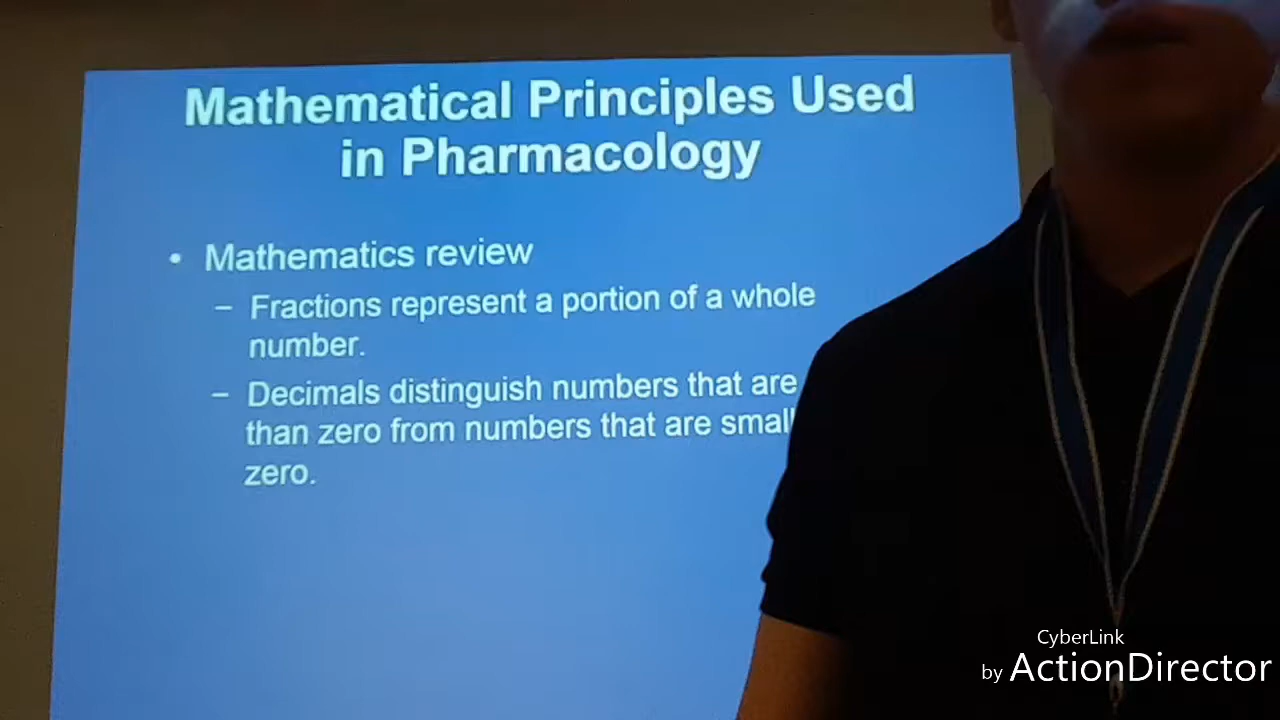 Mathematical Principles Used
in Pharmacology
• Mathematics review
– Fractions represent a portion of a whole
number.
– Decimals distinguish numbers that are
than zero from numbers that are small
zero.
CyberLink
by ActionDirector